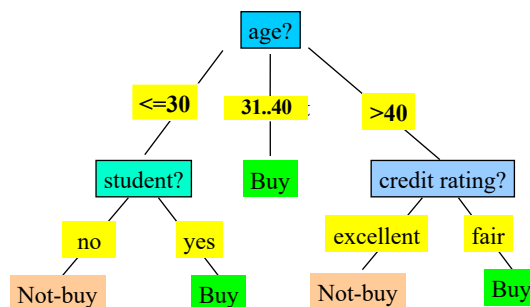 age?
<=30
31..40
>40
student?
Buy
credit rating?
no
yes
excellent
fair
Not-buy
Buy
Not-buy
Buy